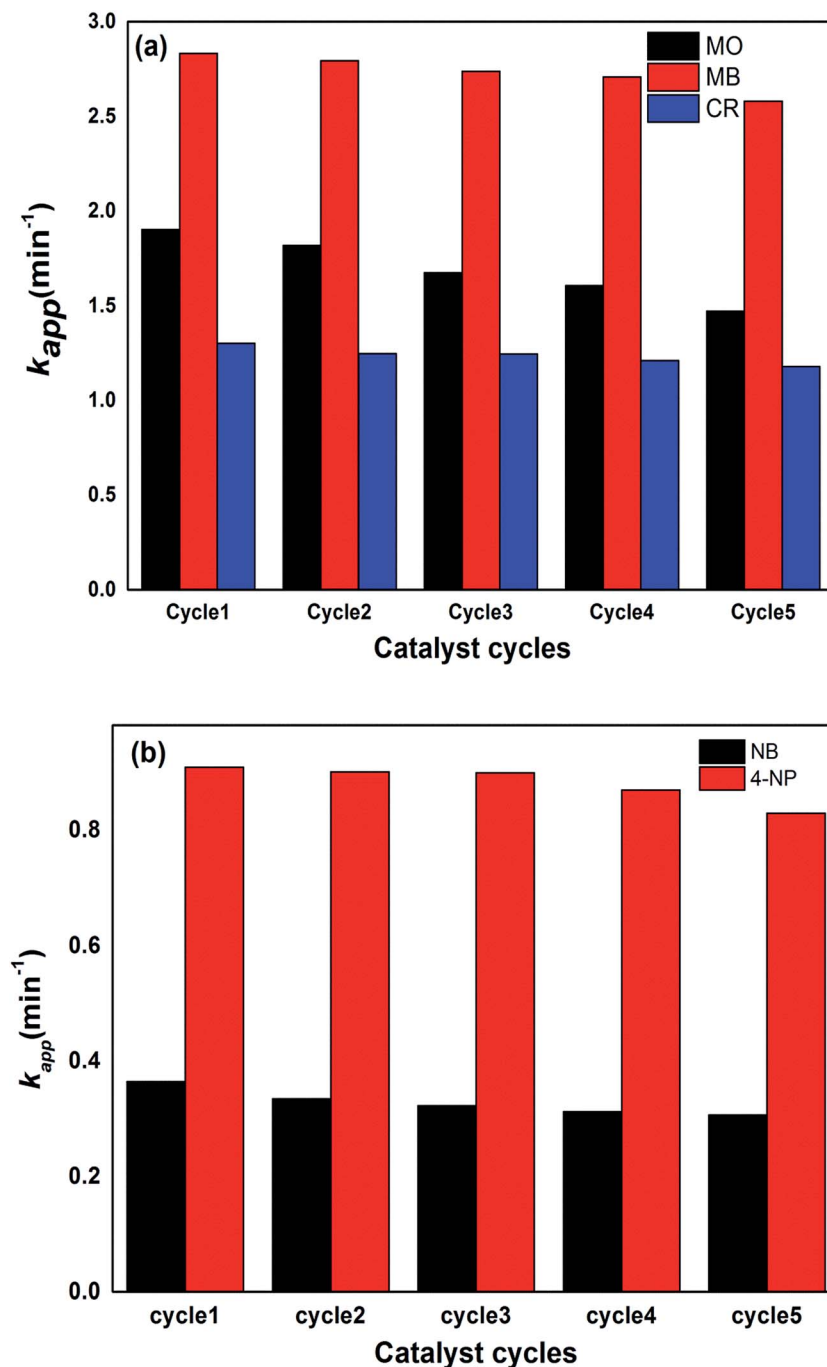 (a)
MO
MB
CR
3.0
2.5
2.0
1.5
1.0
0.5
0.0
k_app(min⁻¹)
Cycle1 Cycle2 Cycle3 Cycle4 Cycle5
Catalyst cycles
(b)
NB
4-NP
0.8
0.6
0.4
0.2
0.0
k_app(min⁻¹)
cycle1 cycle2 cycle3 cycle4 cycle5
Catalyst cycles